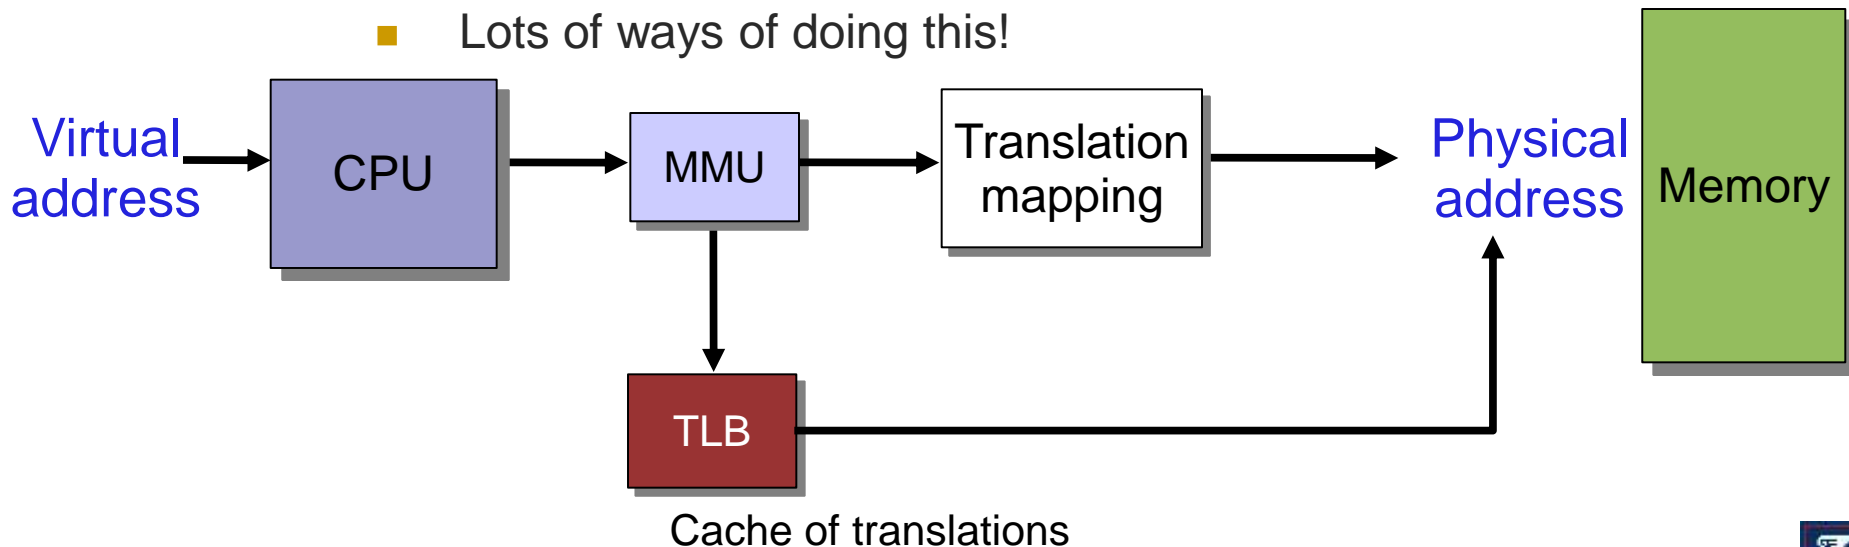 Lots of ways of doing this!
Virtual
address
CPU
MMU
Translation
mapping
Physical
address
Memory
TLB
Cache of translations